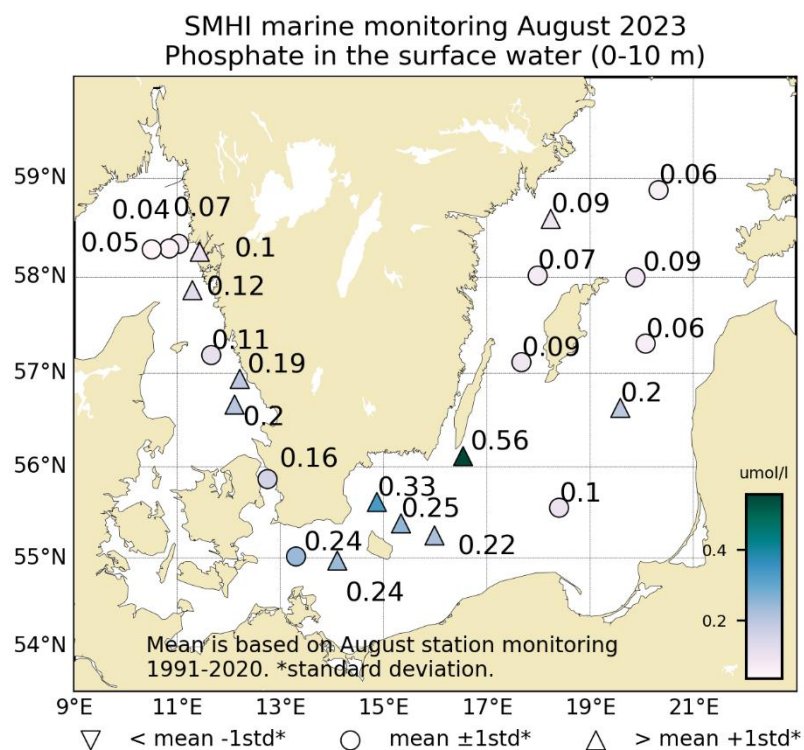 SMHI marine monitoring August 2023
Phosphate in the surface water (0-10 m)
59°N
58°N
57°N
56°N
55°N
54°N
0.06
0.04 0.07
0.09
0.05
0.1
0.07
0.09
0.12
0.11
0.09
0.06
0.19
0.2
0.2
0.56
0.16
0.33
0.25
0.1
0.24
0.22
0.24
umol/l
0.4
0.2
Mean is based on August station monitoring
1991-2020. *standard deviation.
9°E 11°E 13°E 15°E 17°E 19°E 21°E
< mean -1std* mean ±1std* > mean +1std*